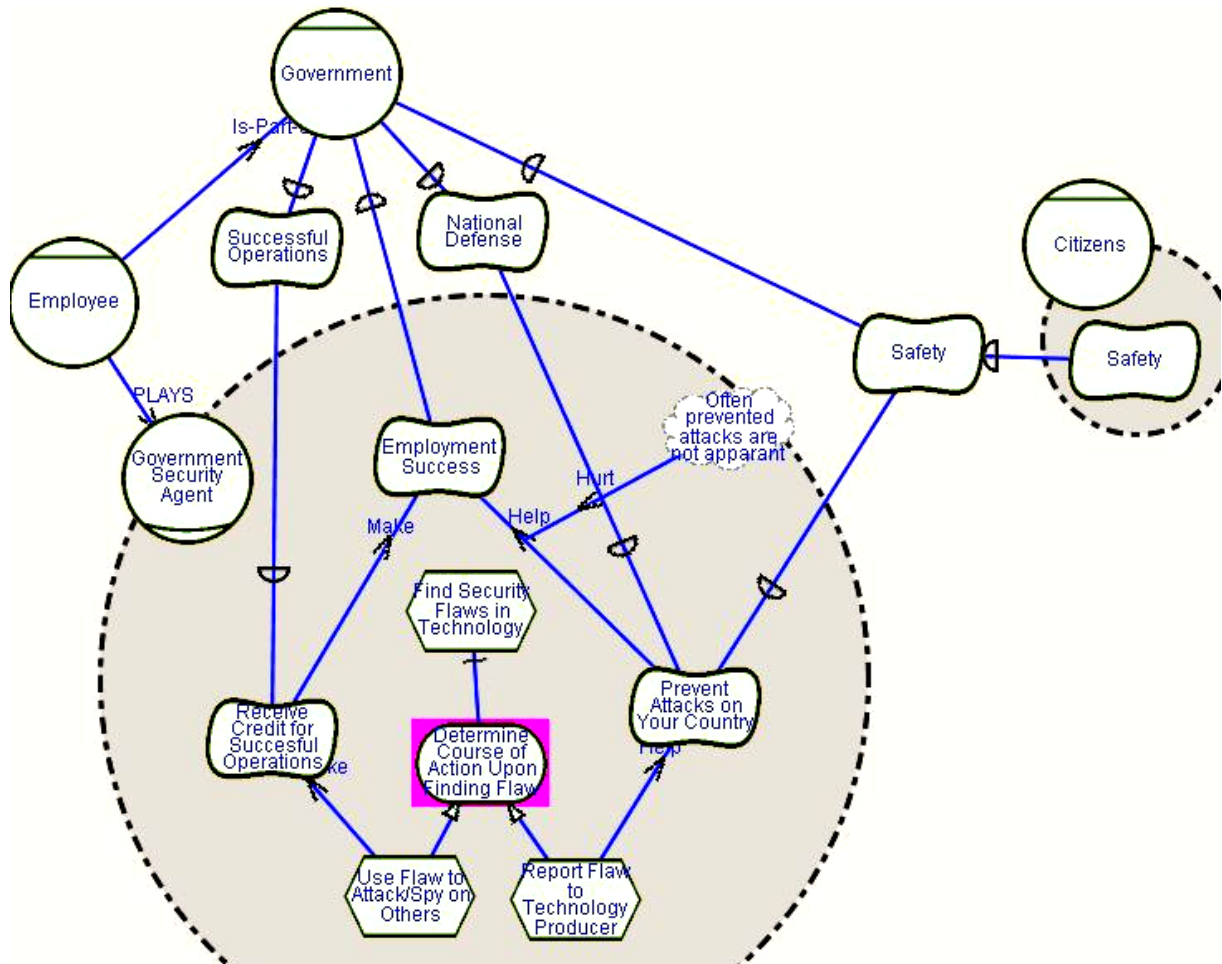 Government
Is-Part-
Successful
Operations
National
Defense
Citizens
Employee
Safety
Safety
PLAYS
Government
Security
Agent
Employment
Success
Often
prevented
attacks are
not apparant
Hurt
Help
Make
Find Security
Flaws in
Technology
Receive
Credit for
Succesful
Operations
Determine
Course of
Action Upon
Finding Flaw
Prevent
Attacks on
Your Country
Help
Use Flaw to
Attack/Spy on
Others
Report Flaw
to
Technology
Producer